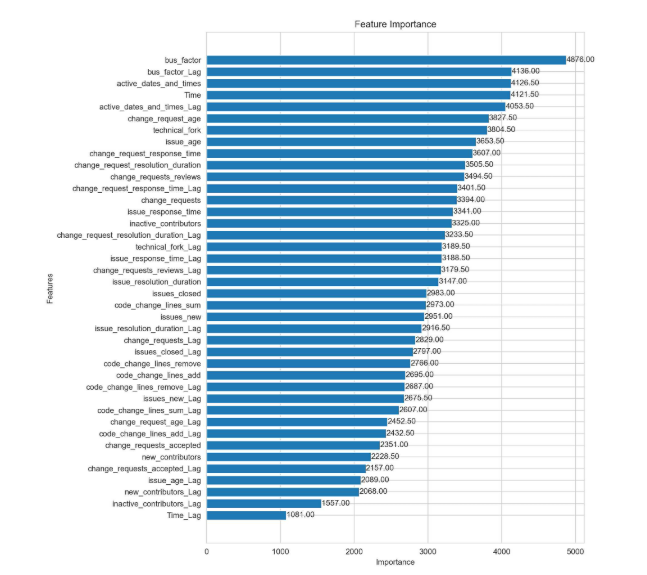 Feature Importance
bus_factor 4876.00
bus_factor_Lag 4136.00
active_dates_and_times 4126.50
Time 4121.50
active_dates_and_times_Lag 4053.50
change_request_age 3827.50
technical_fork 3804.50
issue_age 3653.50
change_request_response_time 3607.00
change_request_resolution_duration 3505.50
change_requests_reviews 3494.50
change_request_response_time_Lag 3401.50
change_requests 3394.00
issue_response_time 3341.00
inactive_contributors 3325.00
change_request_resolution_duration_Lag 3233.50
technical_fork_Lag 3189.50
issue_response_time_Lag 3188.50
change_requests_reviews_Lag 3179.50
issue_resolution_duration 3147.00
issues_closed 2983.00
code_change_lines_sum 2973.00
issues_new 2951.00
issue_resolution_duration_Lag 2916.50
change_requests_Lag 2829.00
issues_closed_Lag 2797.00
code_change_lines_remove 2766.00
code_change_lines_add 2695.00
code_change_lines_remove_Lag 2687.00
issues_new_Lag 2675.50
code_change_lines_sum_Lag 2607.00
change_request_age_Lag 2452.50
code_change_lines_add_Lag 2432.50
change_requests_accepted 2351.00
new_contributors 2228.50
change_requests_accepted_Lag 2157.00
issue_age_Lag 2089.00
new_contributors_Lag 2068.00
inactive_contributors_Lag 1557.00
Time_Lag 1081.00
Features
0 1000 2000 3000 4000 5000
Importance